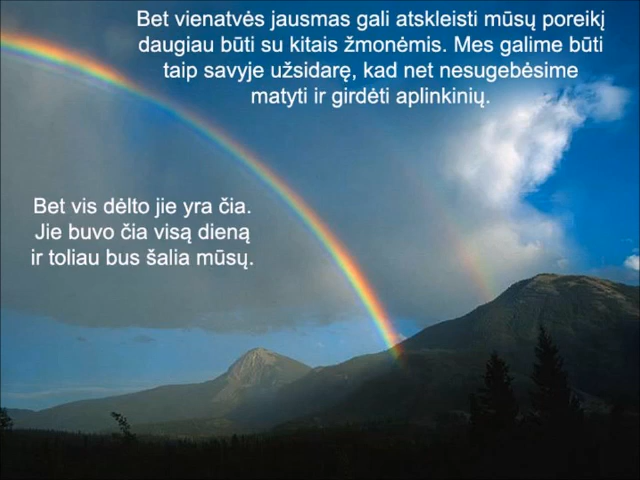 Bet vienatvės jausmas gali atskleisti mūsų poreikį
daugiau būti su kitais žmonėmis. Mes galime būti
taip savyje užsidarę, kad net nesugebėsime
matyti ir girdėti aplinkinių.
Bet vis dėlto jie yra čia.
Jie buvo čia visą dieną
ir toliau bus šalia mūsų.